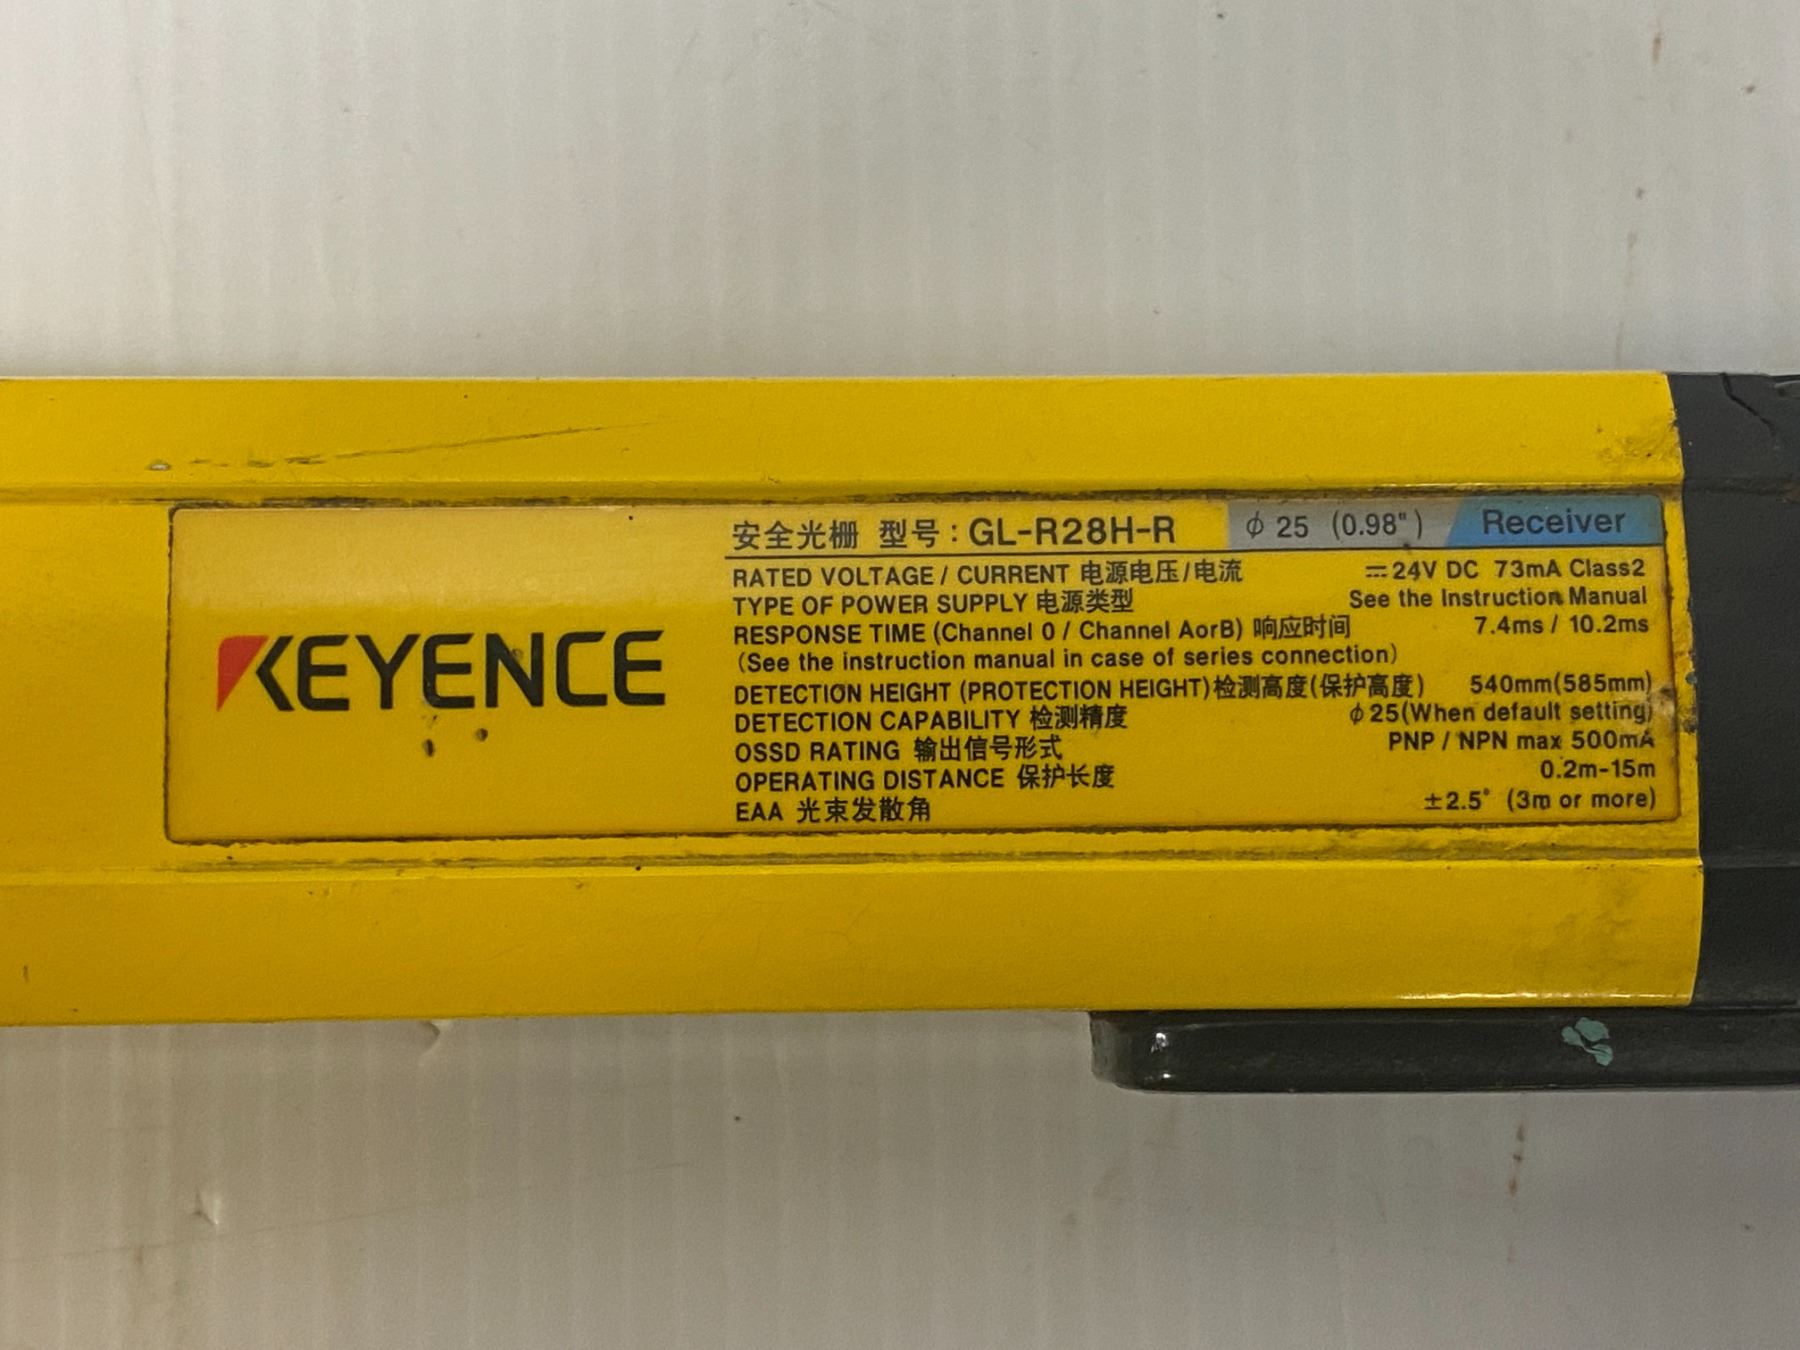 KEYENCE
安全光栅 型号：GL-R28H-R ϕ 25 (0.98") Receiver
RATED VOLTAGE / CURRENT 电源电压/电流 ⎓24V DC 73mA Class2
TYPE OF POWER SUPPLY 电源类型 See the Instruction Manual
RESPONSE TIME (Channel 0 / Channel AorB) 响应时间 7.4ms / 10.2ms
(See the instruction manual in case of series connection)
DETECTION HEIGHT (PROTECTION HEIGHT)检测高度(保护高度) 540mm(585mm)
DETECTION CAPABILITY 检测精度 ϕ25(When default setting)
OSSD RATING 输出信号形式 PNP / NPN max 500mA
OPERATING DISTANCE 保护长度 0.2m-15m
EAA 光束发散角 ±2.5° (3m or more)